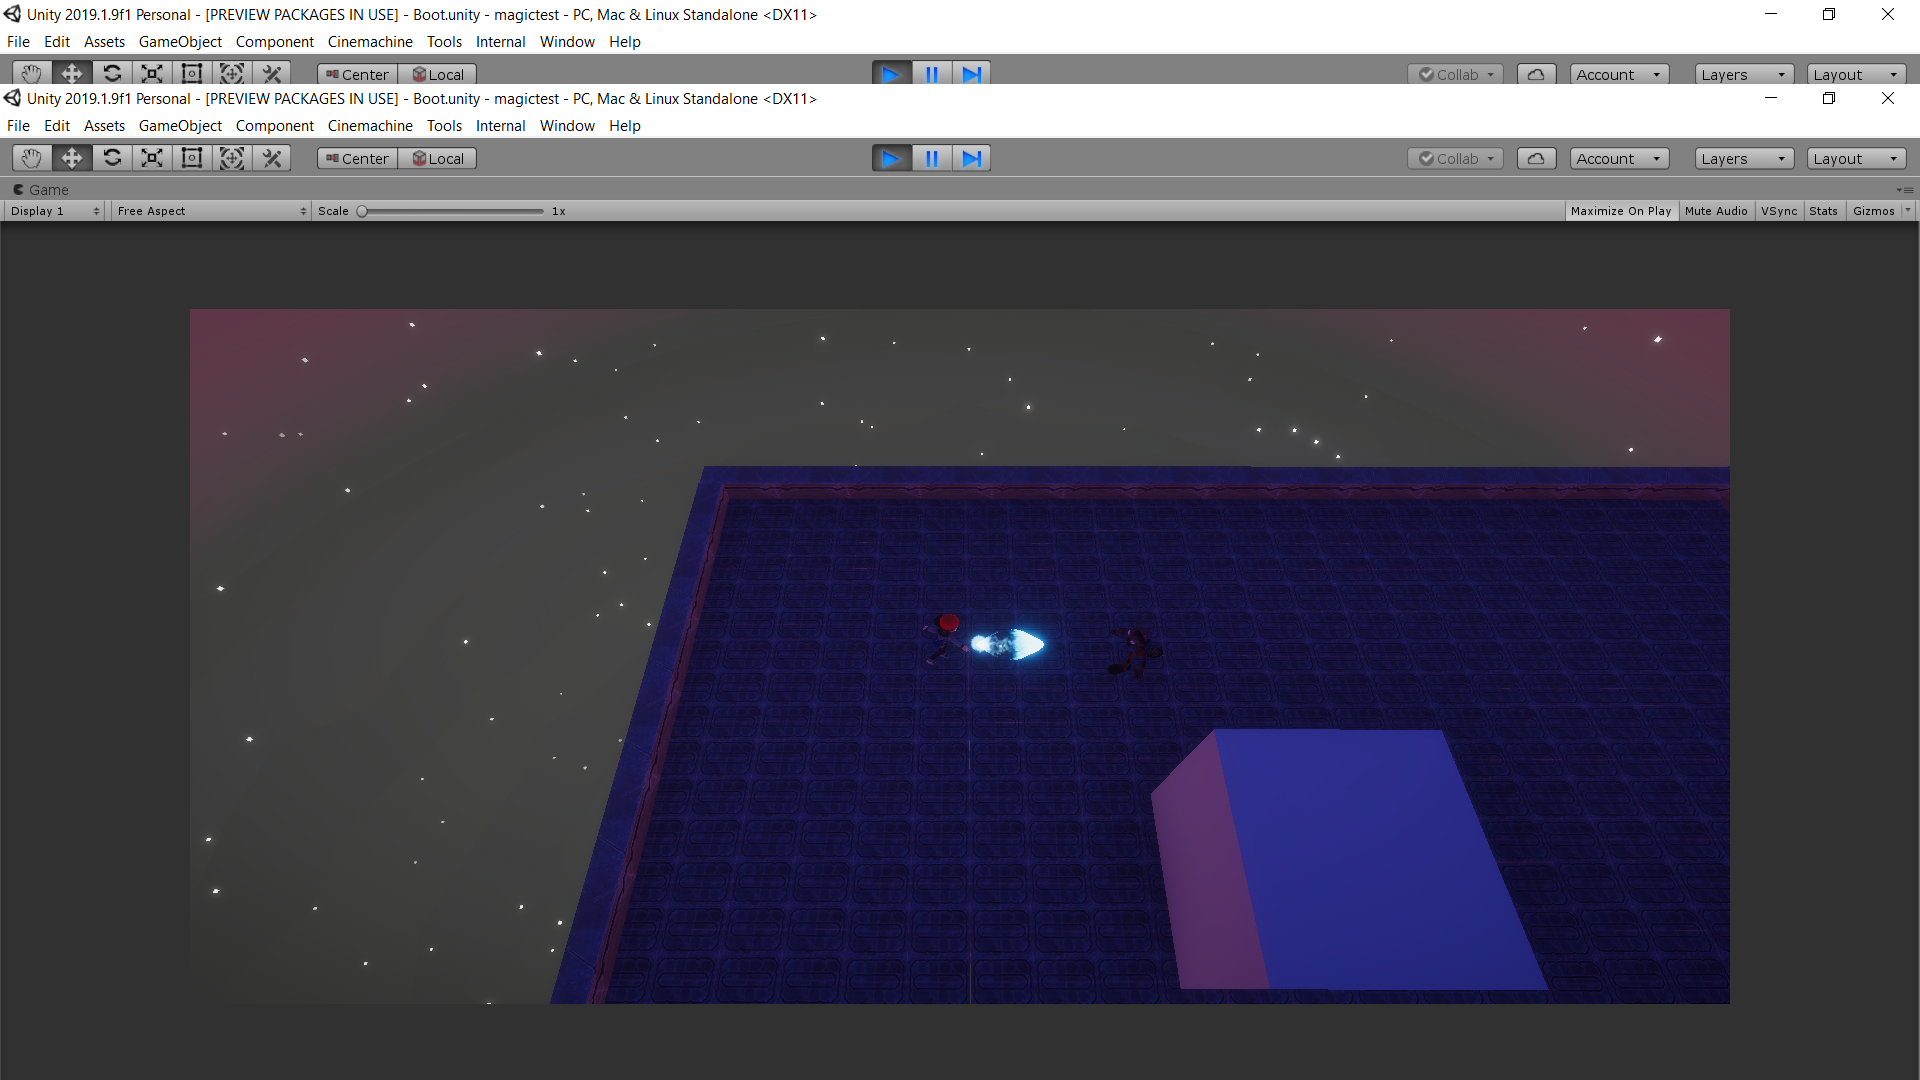 Unity 2019.1.9f1 Personal - [PREVIEW PACKAGES IN USE] - Boot.unity - magictest - PC, Mac & Linux Standalone <DX11>
File Edit Assets GameObject Component Cinemachine Tools Internal Window Help
Center Local Collab Account Layers Layout
Unity 2019.1.9f1 Personal - [PREVIEW PACKAGES IN USE] - Boot.unity - magictest - PC, Mac & Linux Standalone <DX11>
File Edit Assets GameObject Component Cinemachine Tools Internal Window Help
Center Local Collab Account Layers Layout
Game
Display 1 Free Aspect Scale 1x Maximize On Play Mute Audio VSync Stats Gizmos